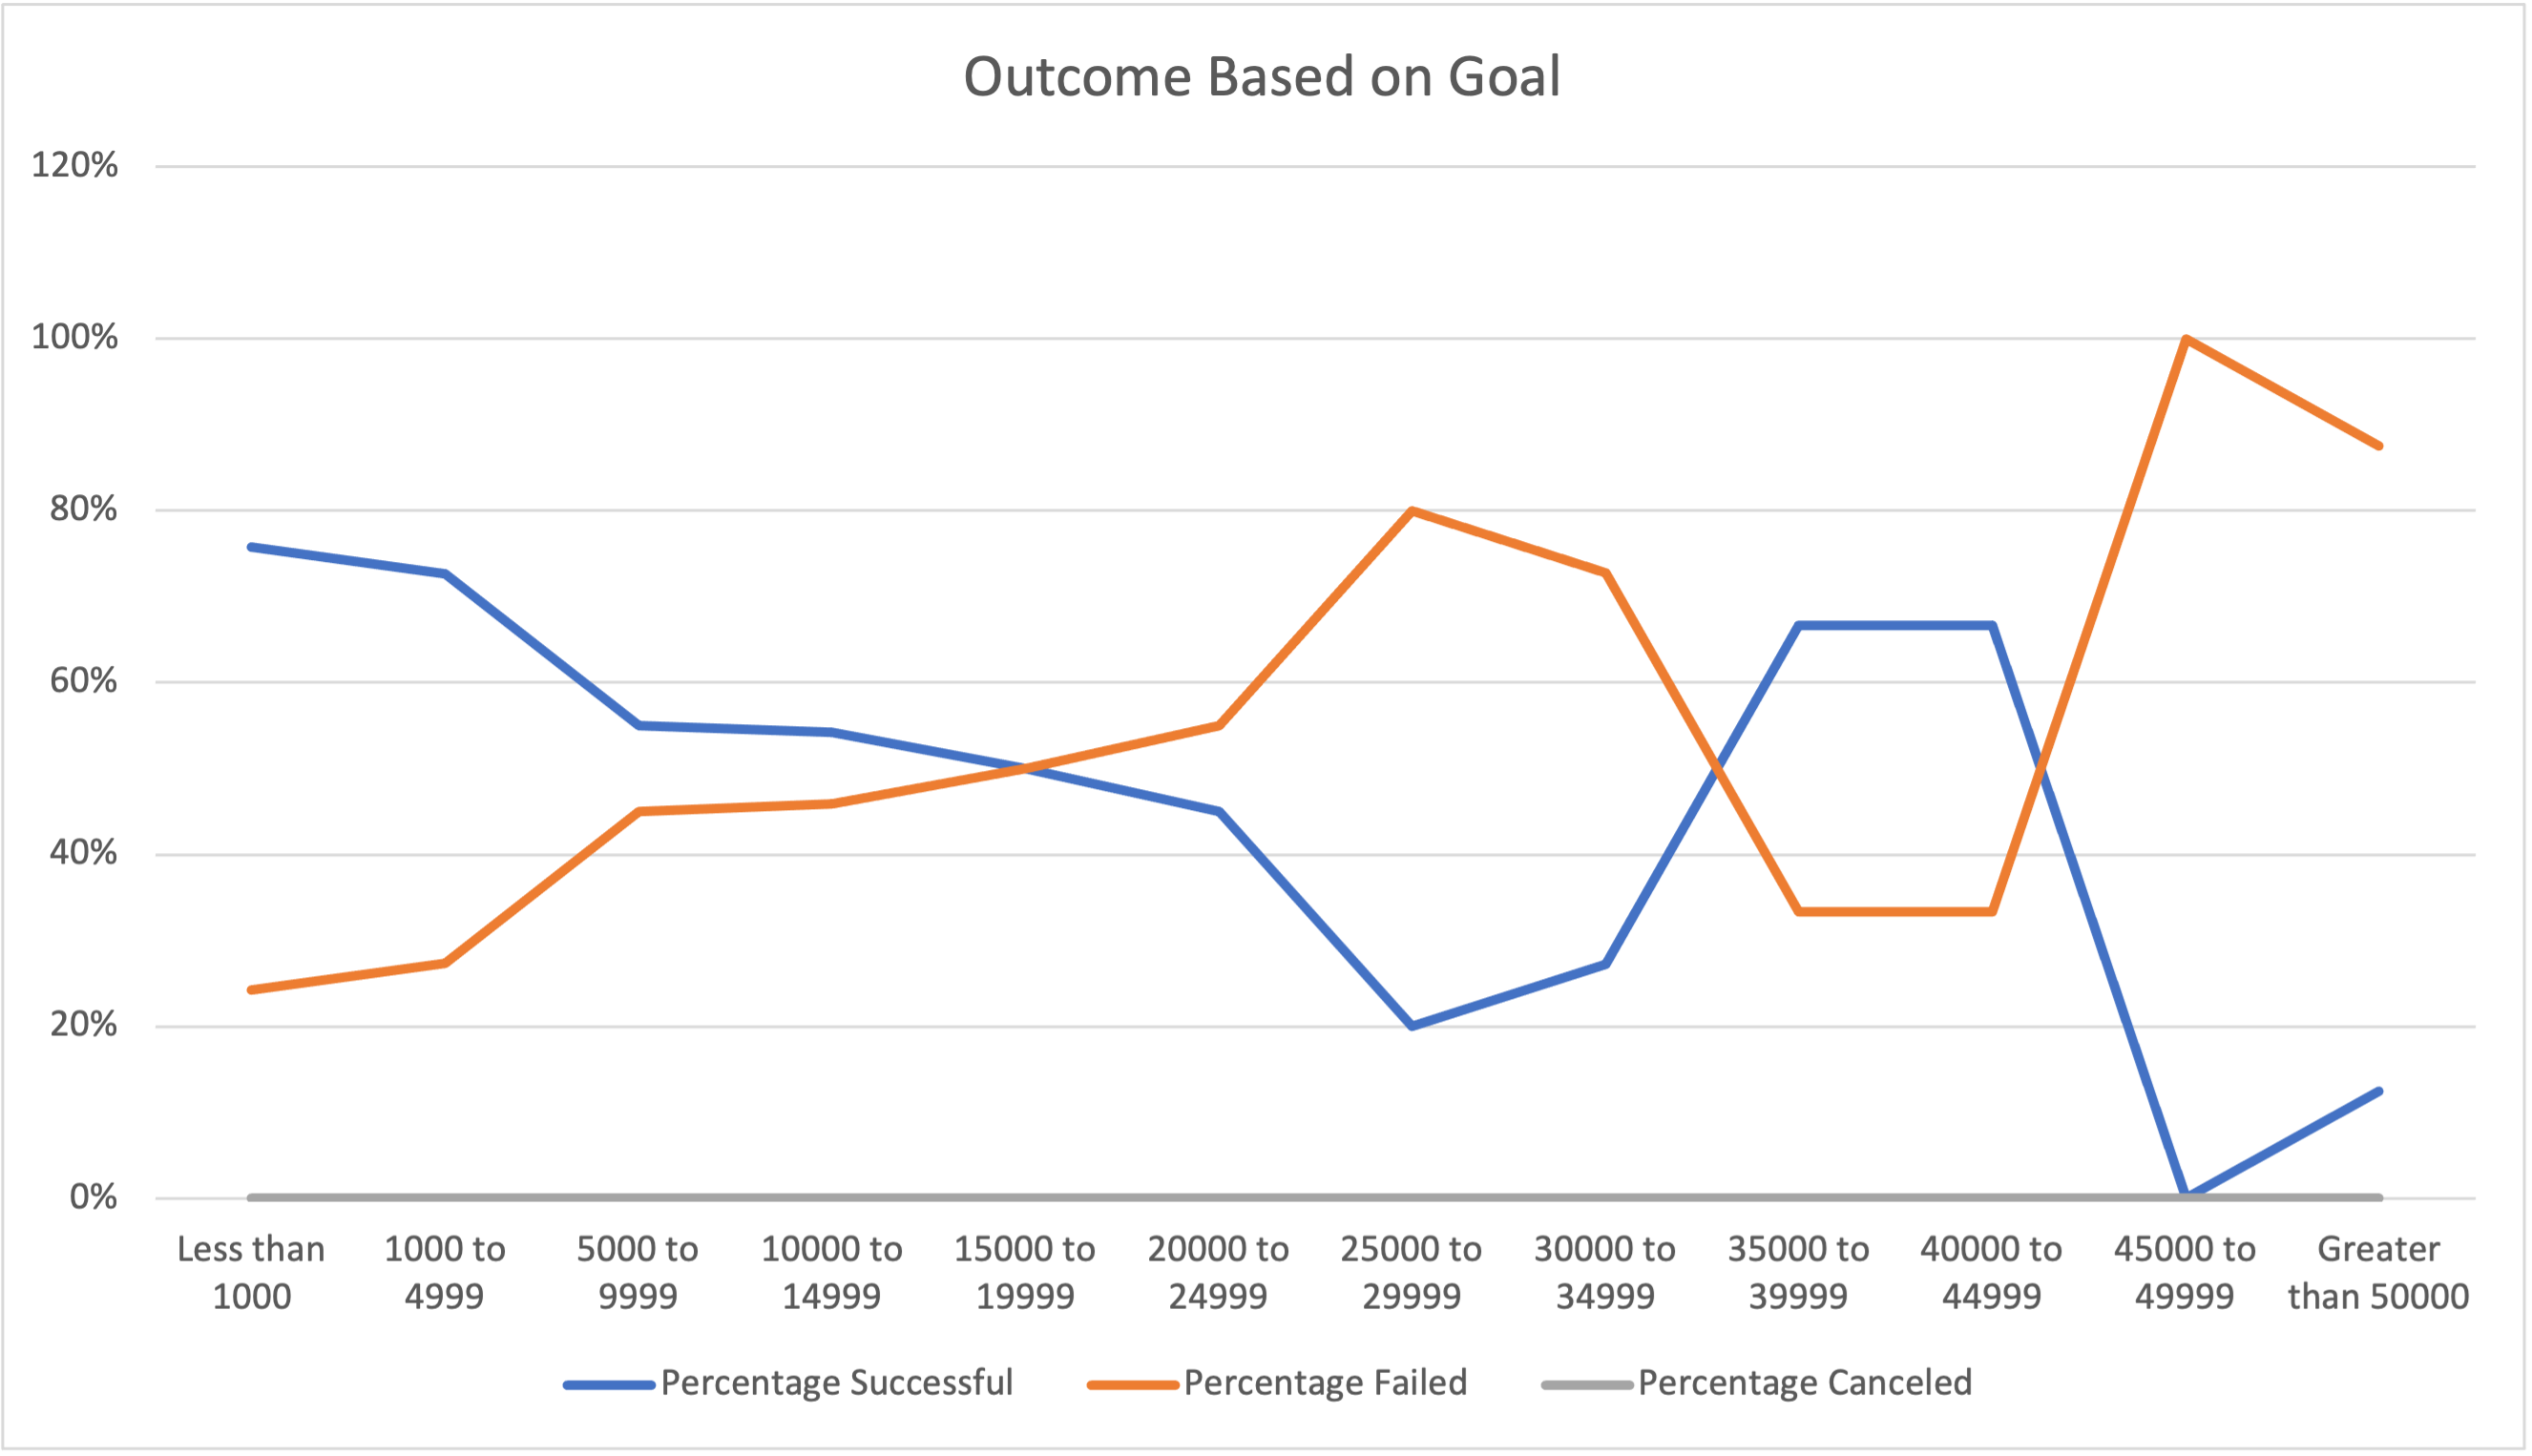 Outcome Based on Goal
120%
100%
80%
60%
40%
20%
0%
Less than
1000
1000 to
4999
5000 to
9999
10000 to
14999
15000 to
19999
20000 to
24999
25000 to
29999
30000 to
34999
35000 to
39999
40000 to
44999
45000 to
49999
Greater
than 50000
Percentage Successful
Percentage Failed
Percentage Canceled